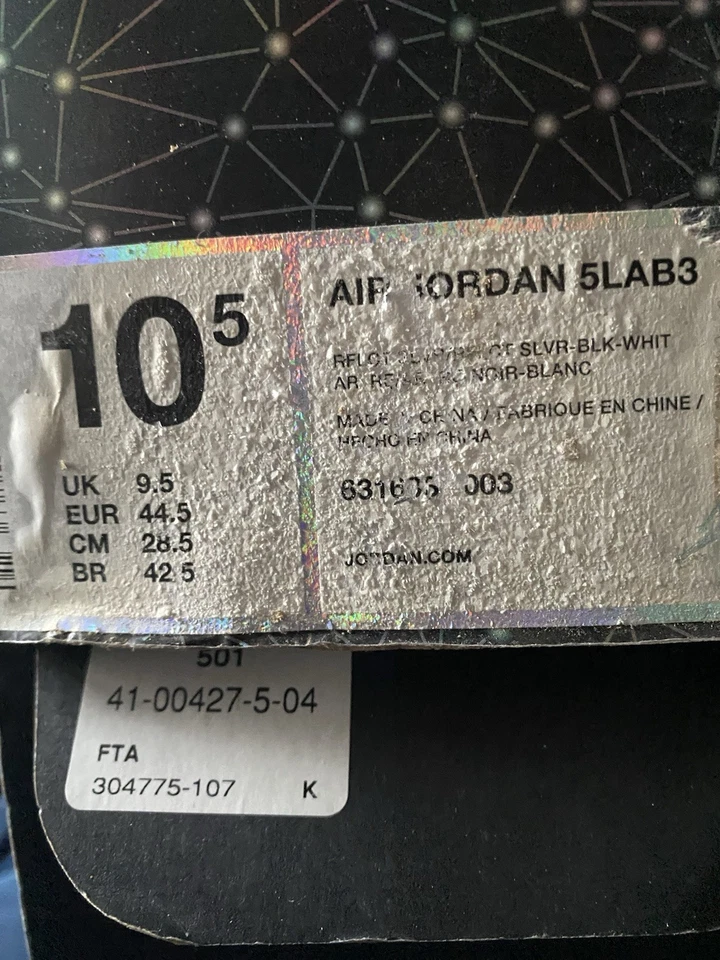 10 5
UK 9.5
EUR 44.5
CM 28.5
BR 42 5
AIR JORDAN 5LAB3
SLVR-BLK-WHIT
NOIR-BLANC
MADE IN CHINA / FABRIQUE EN CHINE /
HECHO EN CHINA
003
JORDAN.COM
501
41-00427-5-04
FTA
304775-107 K